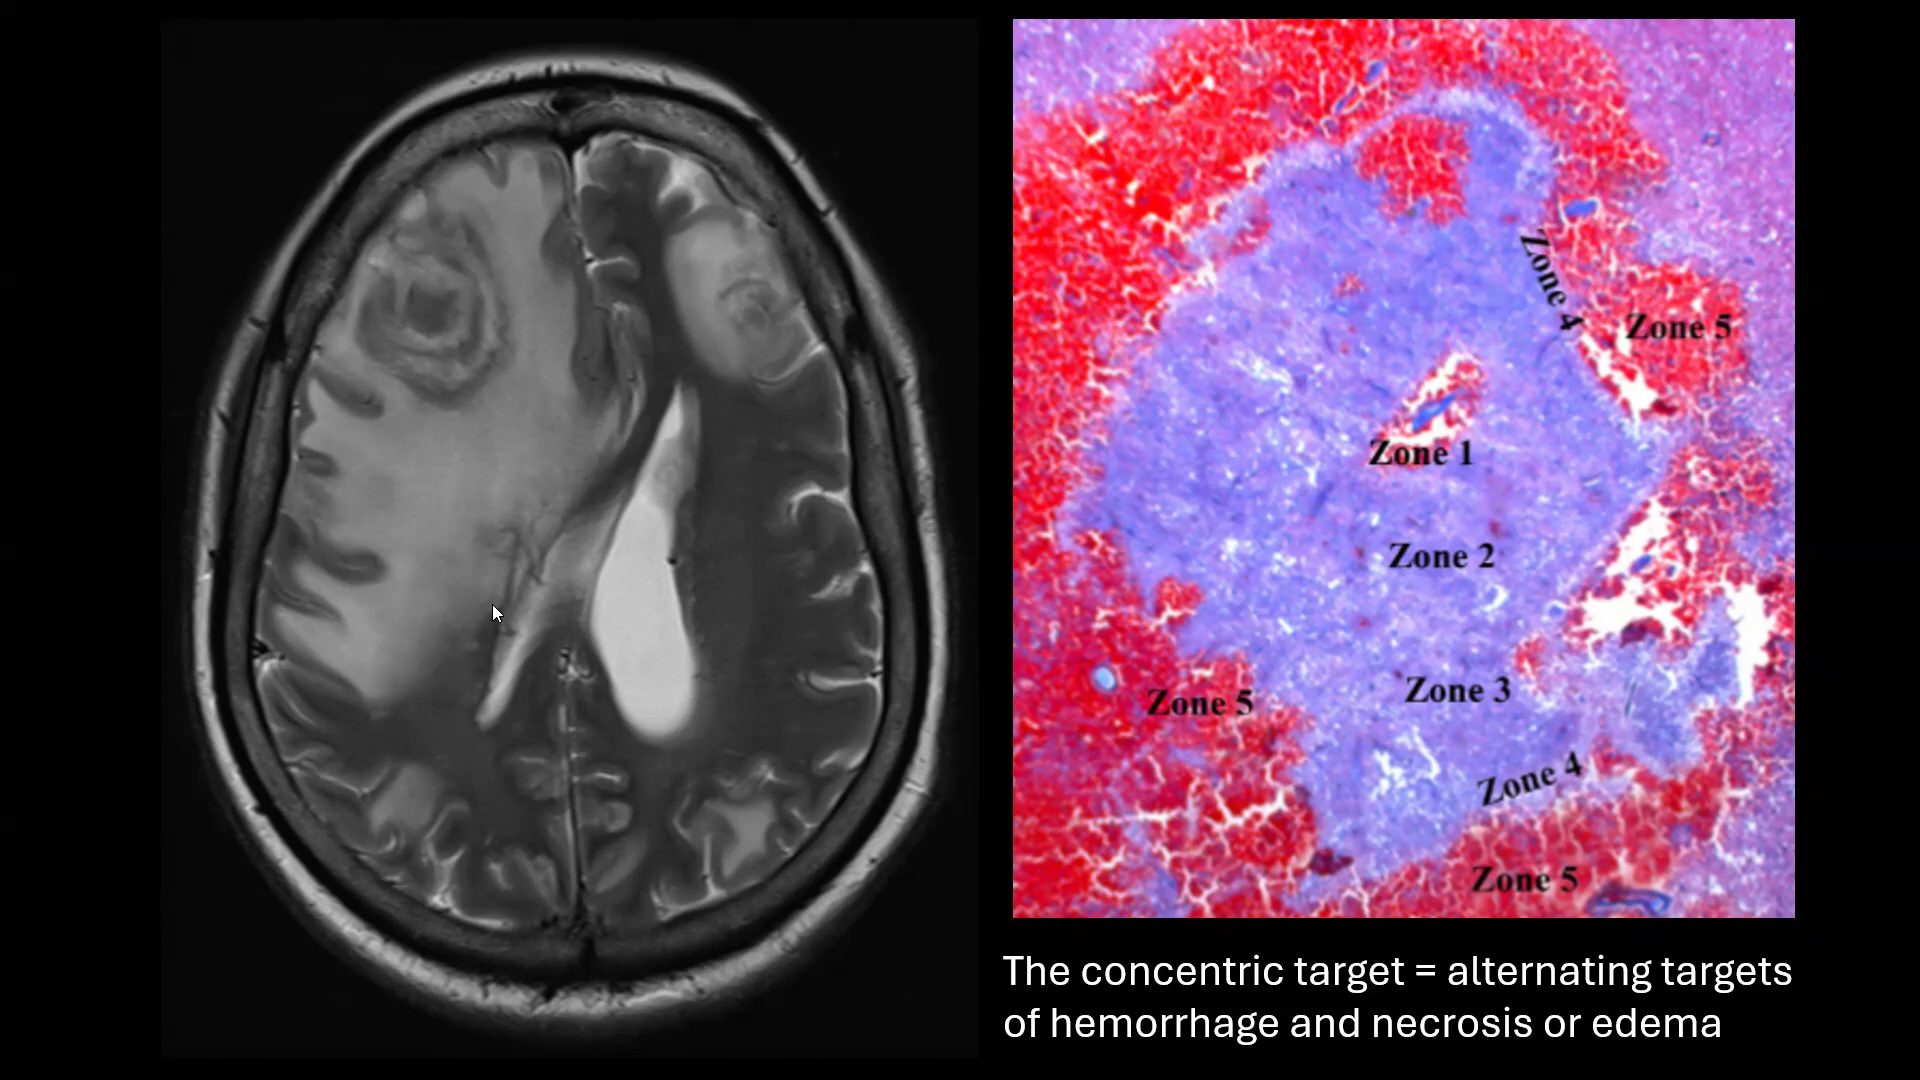 Zone 4
Zone 5
Zone 1
Zone 2
Zone 3
Zone 5
Zone 4
Zone 5
The concentric target = alternating targets
of hemorrhage and necrosis or edema